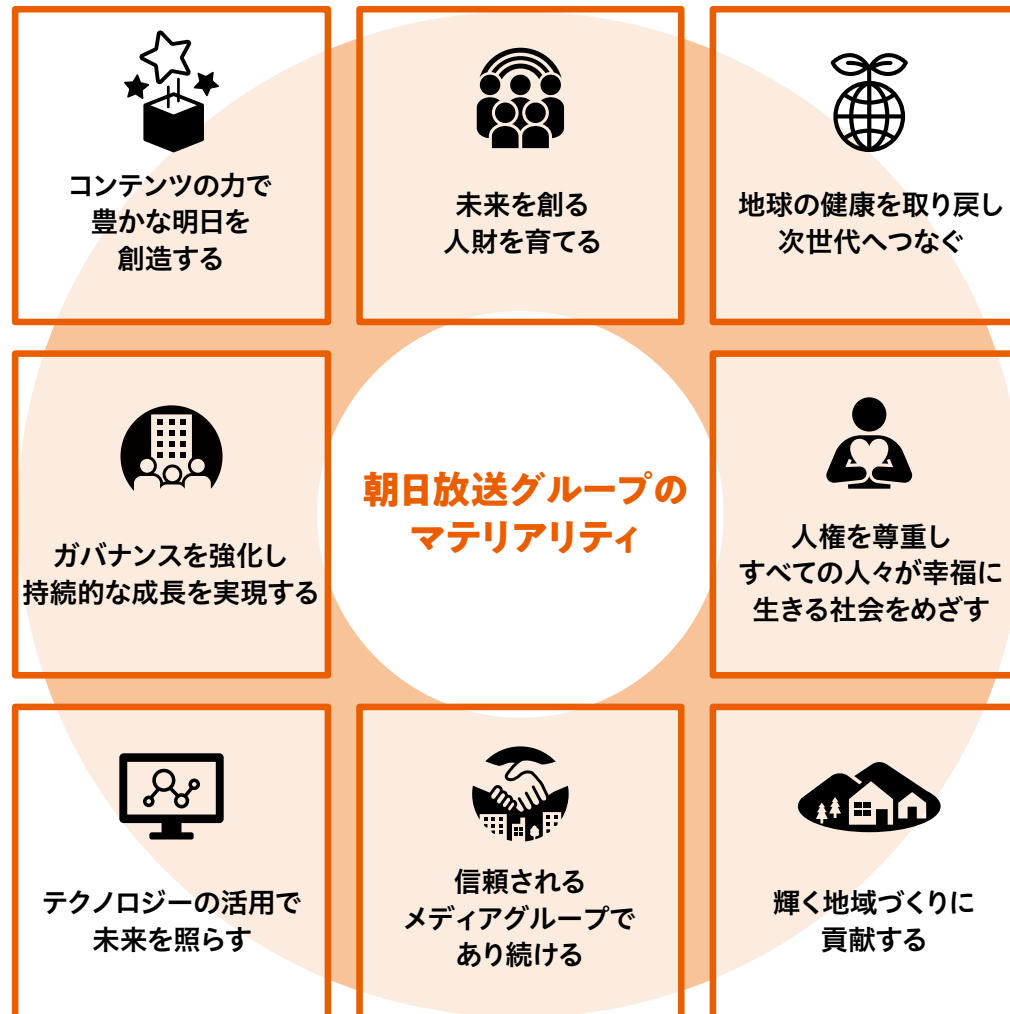 コンテンツの力で
豊かな明日を
創造する
未来を創る
人財を育てる
地球の健康を取り戻し
次世代へつなぐ
ガバナンスを強化し
持続的な成長を実現する
朝日放送グループの
マテリアリティ
人権を尊重し
すべての人々が幸福に
生きる社会をめざす
テクノロジーの活用で
未来を照らす
信頼される
メディアグループで
あり続ける
輝く地域づくりに
貢献する